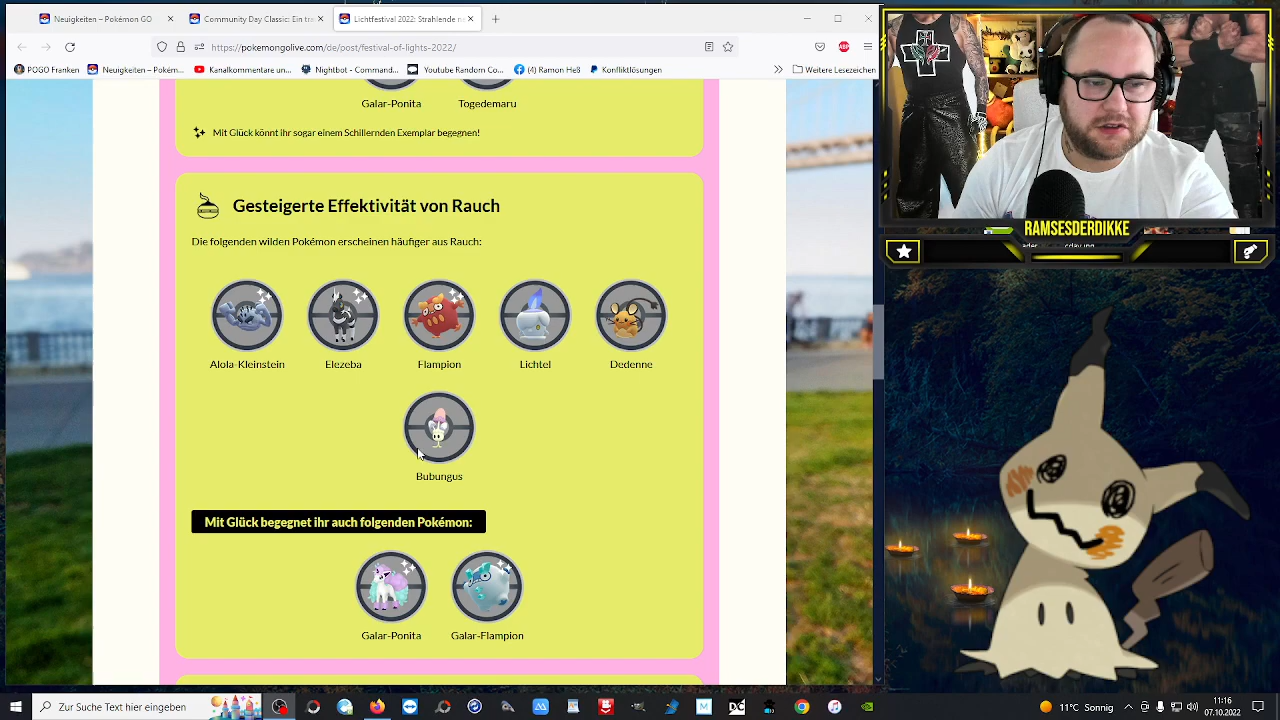 Neuigkeiten – Pokémon GO
Community Day Classic: Ein tra
Lichtfestival 2022: Strahlende ne
https://pokemongolive.com/de/post/festival-of-lights-2022/
ABP
POGO Franken
Neuigkeiten – Pokém...
Kanalkommentare un...
Nightbot - Command...
Youtube Random Co...
(4) Ramon Heß
Konfliktlösungen
Weitere Lesezeichen
Galar-Ponita
Togedemaru
Mit Glück könnt ihr sogar einem Schillernden Exemplar begegnen!
Gesteigerte Effektivität von Rauch
Die folgenden wilden Pokémon erscheinen häufiger aus Rauch:
Alola-Kleinstein
Elezeba
Flampion
Lichtel
Dedenne
Bubungus
Mit Glück begegnet ihr auch folgenden Pokémon:
Galar-Ponita
Galar-Flampion
RAMSESDERDIKKE
Zur Suche Text hier eingeben
11°C Sonnig
11:16
07.10.2022